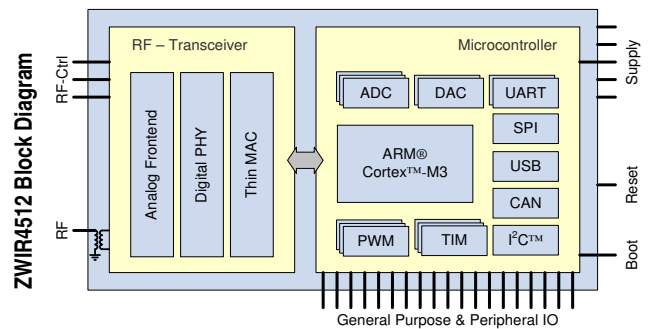 ZWIR4512 Block Diagram
RF-Ctrl
RF
RF – Transceiver
Analog Frontend
Digital PHY
Thin MAC
Microcontroller
ADC
DAC
UART
SPI
ARM®
Cortex™-M3
USB
CAN
PWM
TIM
I²C™
Supply
Reset
Boot
General Purpose & Peripheral IO